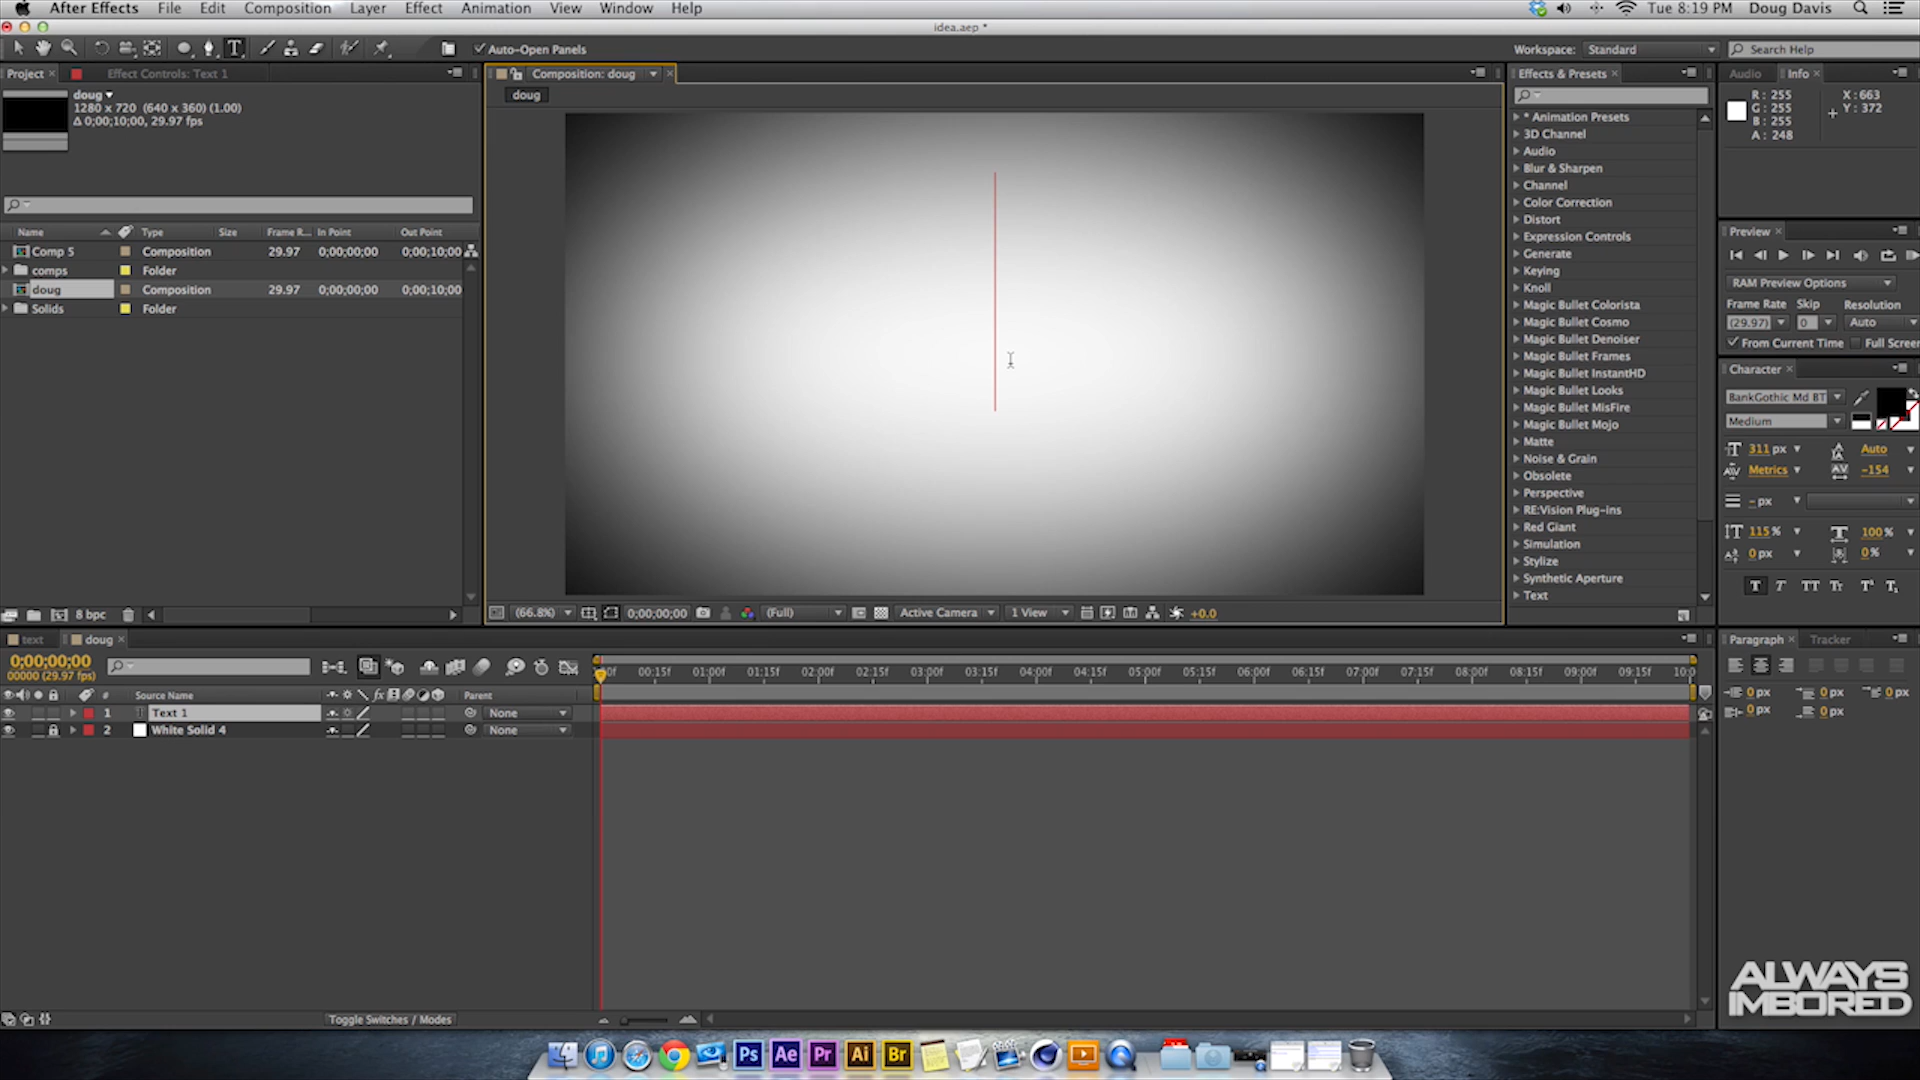 After Effects File Edit Composition Layer Effect Animation View Window Help Tue 8:19 PM Doug Davis
idea.aep *
Auto-Open Panels Workspace: Standard Search Help
Project × Effect Controls: Text 1
Composition: doug ×
Effects & Presets ×
Audio Info ×
doug
1280 x 720 (640 x 360) (1.00)
Δ 0;00;10;00, 29.97 fps
doug
R : 255
G : 255
B : 255
A : 248
X : 663
Y : 372
Name Type Size Frame R... In Point Out Point
Comp 5 Composition 29.97 0;00;00;00 0;00;10;00
comps Folder
doug Composition 29.97 0;00;00;00 0;00;10;00
Solids Folder
8 bpc
(66.8%) 0;00;00;00 (Full) Active Camera 1 View +0.0
* Animation Presets
3D Channel
Audio
Blur & Sharpen
Channel
Color Correction
Distort
Expression Controls
Generate
Keying
Knoll
Magic Bullet Colorista
Magic Bullet Cosmo
Magic Bullet Denoiser
Magic Bullet Frames
Magic Bullet InstantHD
Magic Bullet Looks
Magic Bullet MisFire
Magic Bullet Mojo
Matte
Noise & Grain
Obsolete
Perspective
RE:Vision Plug-ins
Red Giant
Simulation
Stylize
Synthetic Aperture
Text
Preview ×
RAM Preview Options
Frame Rate Skip Resolution
(29.97) 0 Auto
From Current Time Full Screen
Character ×
BankGothic Md BT
Medium
311 px Auto
Metrics -154
- px
115 % 100 %
0 px 0 %
T T TT Tr T¹ T₁
text doug ×
0;00;00;00
00000 (29.97 fps)
:00f 00:15f 01:00f 01:15f 02:00f 02:15f 03:00f 03:15f 04:00f 04:15f 05:00f 05:15f 06:00f 06:15f 07:00f 07:15f 08:00f 08:15f 09:00f 09:15f 10:0
# Source Name Parent
1 Text 1 None
2 White Solid 4 None
Toggle Switches / Modes
Paragraph × Tracker
0 px 0 px 0 px
0 px 0 px
ALWAYS
IMBORED
Ps Ae Pr Ai Br